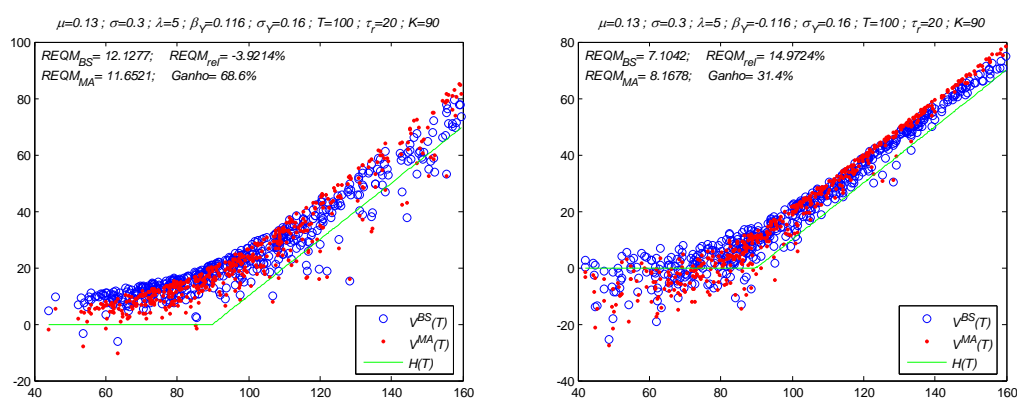 μ=0.13 ; σ=0.3 ; λ=5 ; β_Y=0.116 ; σ_Y=0.16 ; T=100 ; τ_r=20 ; K=90
REQM_BS= 12.1277; REQM_rel= -3.9214%
REQM_MA= 11.6521; Ganho= 68.6%
100
80
60
40
20
0
-20
40 60 80 100 120 140 160
V^BS(T)
V^MA(T)
H(T)
μ=0.13 ; σ=0.3 ; λ=5 ; β_Y=-0.116 ; σ_Y=0.16 ; T=100 ; τ_r=20 ; K=90
REQM_BS= 7.1042; REQM_rel= 14.9724%
REQM_MA= 8.1678; Ganho= 31.4%
80
60
40
20
0
-20
-40
60 80 100 120 140 160
V^BS(T)
V^MA(T)
H(T)